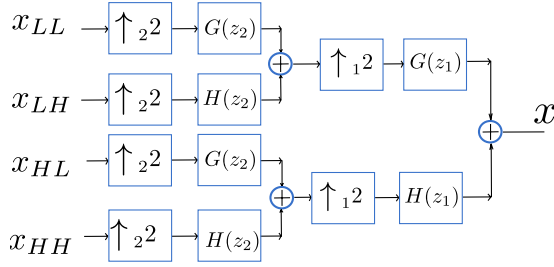 x_{LL} ↑ ₂2 G(z₂)
↑ ₁2 G(z₁)
x_{LH} ↑ ₂2 H(z₂)
x
x_{HL} ↑ ₂2 G(z₂)
↑ ₁2 H(z₁)
x_{HH} ↑ ₂2 H(z₂)